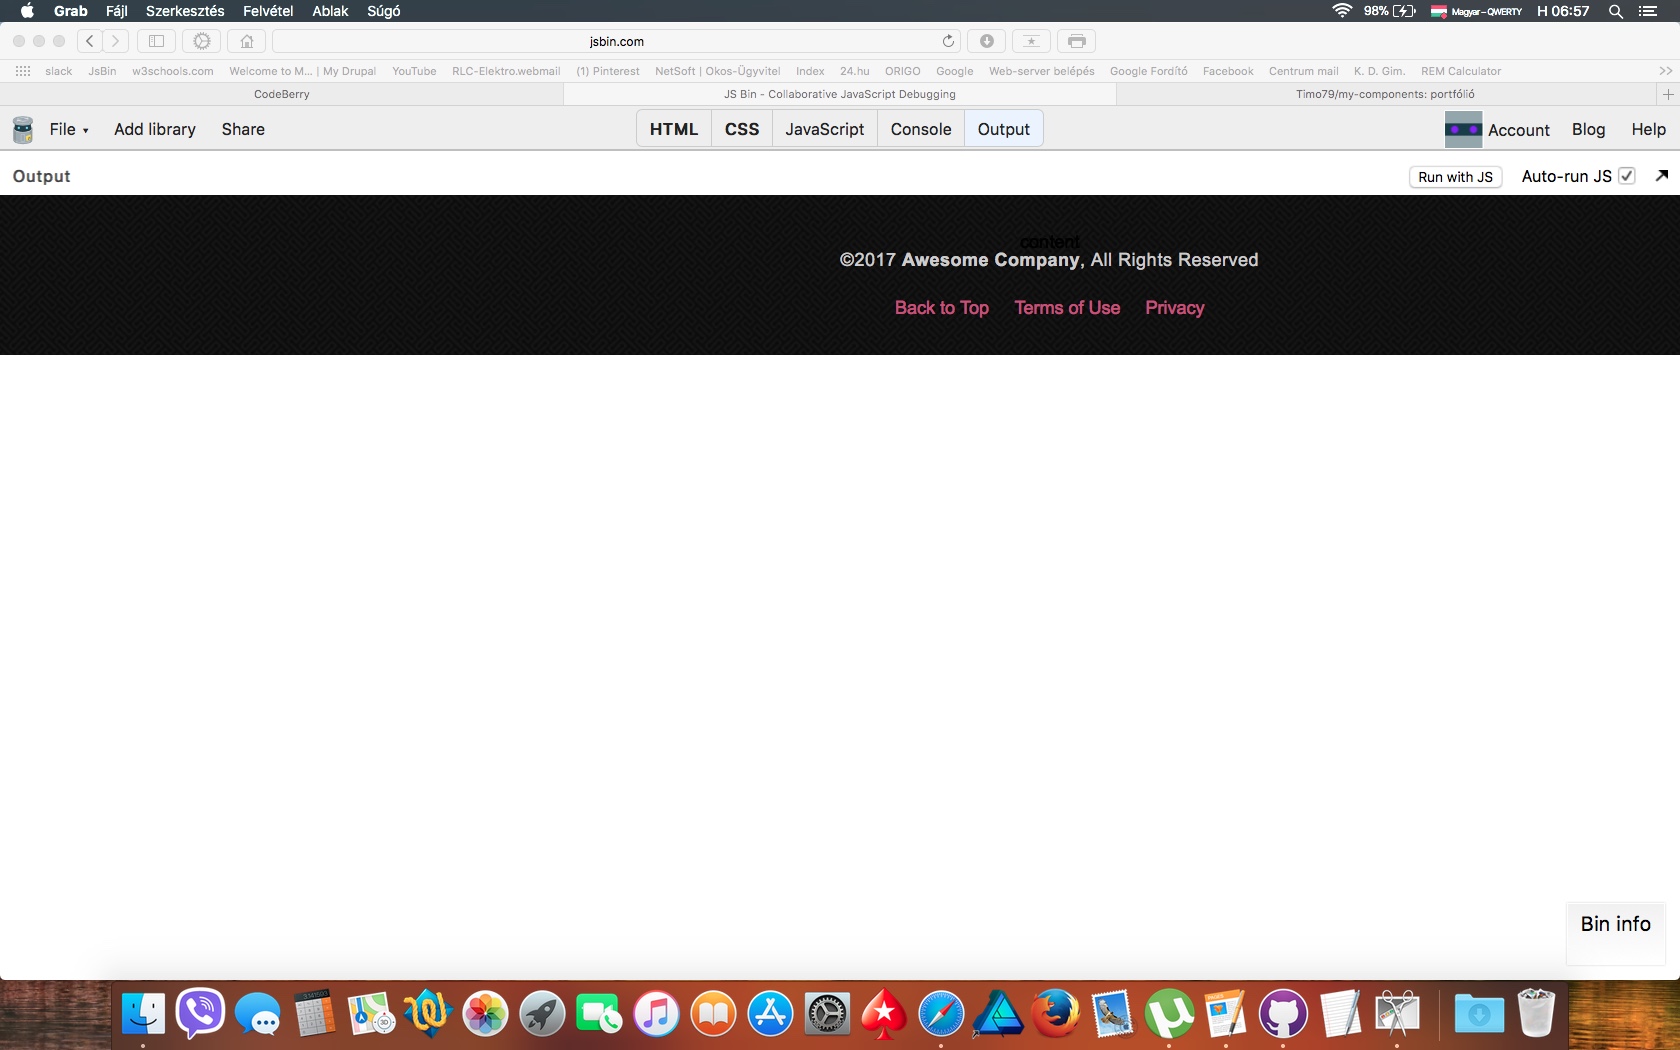 Grab Fájl Szerkesztés Felvétel Ablak Súgó 98% Magyar – QWERTY H 06:57
jsbin.com
slack JsBin w3schools.com Welcome to M... | My Drupal YouTube RLC-Elektro.webmail (1) Pinterest NetSoft | Okos-Ügyvitel Index 24.hu ORIGO Google Web-server belépés Google Fordító Facebook Centrum mail K. D. Gim. REM Calculator >>
CodeBerry JS Bin - Collaborative JavaScript Debugging Timo79/my-components: portfólió
File Add library Share HTML CSS JavaScript Console Output Account Blog Help
Output Run with JS Auto-run JS
content
©2017 Awesome Company, All Rights Reserved
Back to Top Terms of Use Privacy
Bin info